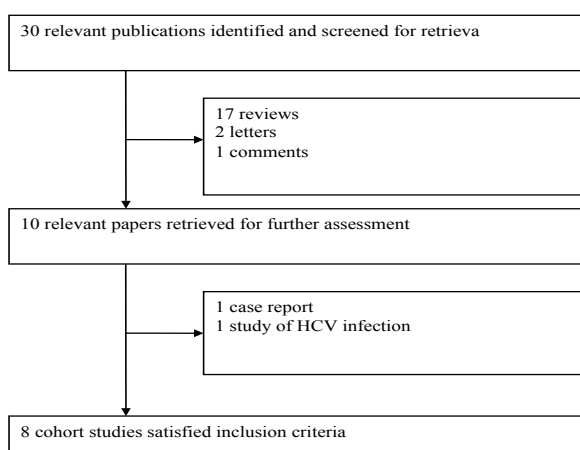 30 relevant publications identified and screened for retrieva
17 reviews
2 letters
1 comments
10 relevant papers retrieved for further assessment
1 case report
1 study of HCV infection
8 cohort studies satisfied inclusion criteria